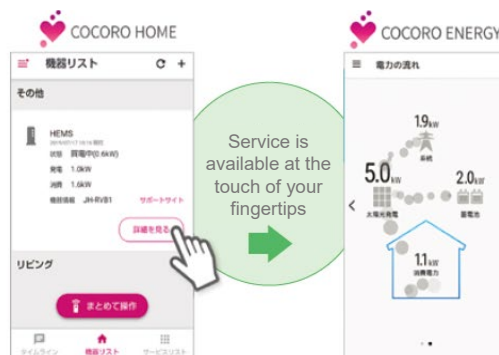 COCORO HOME
機器リスト
その他
HEMS
状態 買電中(0.6kW)
発電 1.0kW
消費 1.6kW
機器情報 JH-RVB1 サポートサイト
詳細を見る
リビング
まとめて操作
タイムライン 機器リスト サービスリスト
Service is
available at the
touch of your
fingertips
COCORO ENERGY
電力の流れ
1.9kW
系統
5.0kW
太陽光発電
2.0kW
蓄電池
1.1kW
消費電力